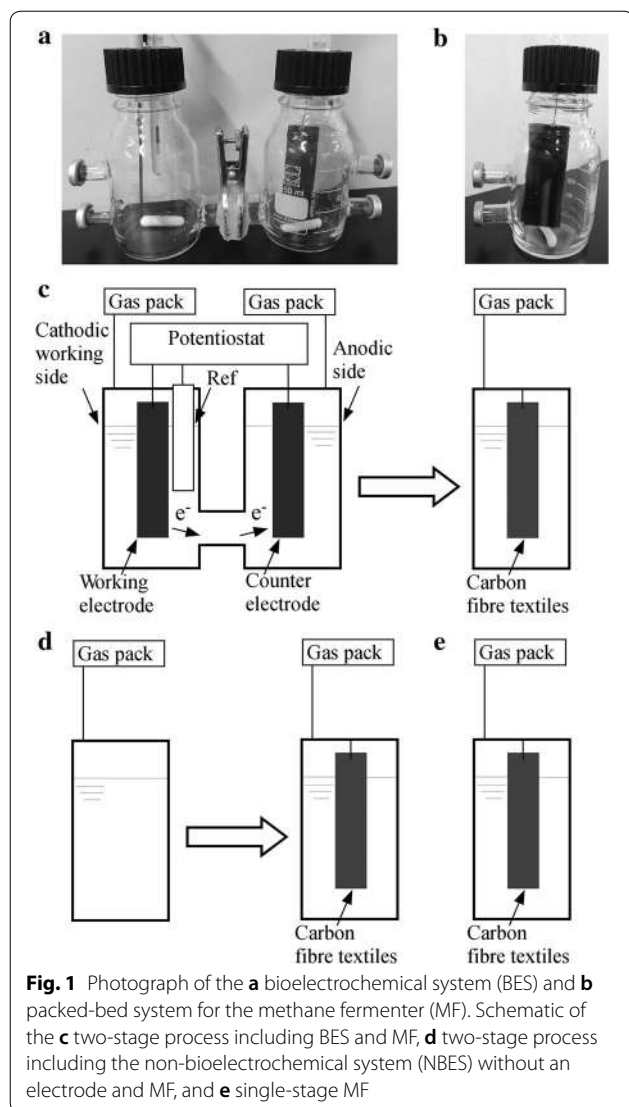 a
b
50 ml
c
Gas pack
Gas pack
Gas pack
Cathodic
working
side
Potentiostat
Ref
Anodic
side
e-
e-
Working
electrode
Counter
electrode
Carbon
fibre textiles
d
e
Gas pack
Gas pack
Gas pack
Carbon
fibre textiles
Carbon
fibre textiles
Fig. 1 Photograph of the a bioelectrochemical system (BES) and b
packed-bed system for the methane fermenter (MF). Schematic of
the c two-stage process including BES and MF, d two-stage process
including the non-bioelectrochemical system (NBES) without an
electrode and MF, and e single-stage MF